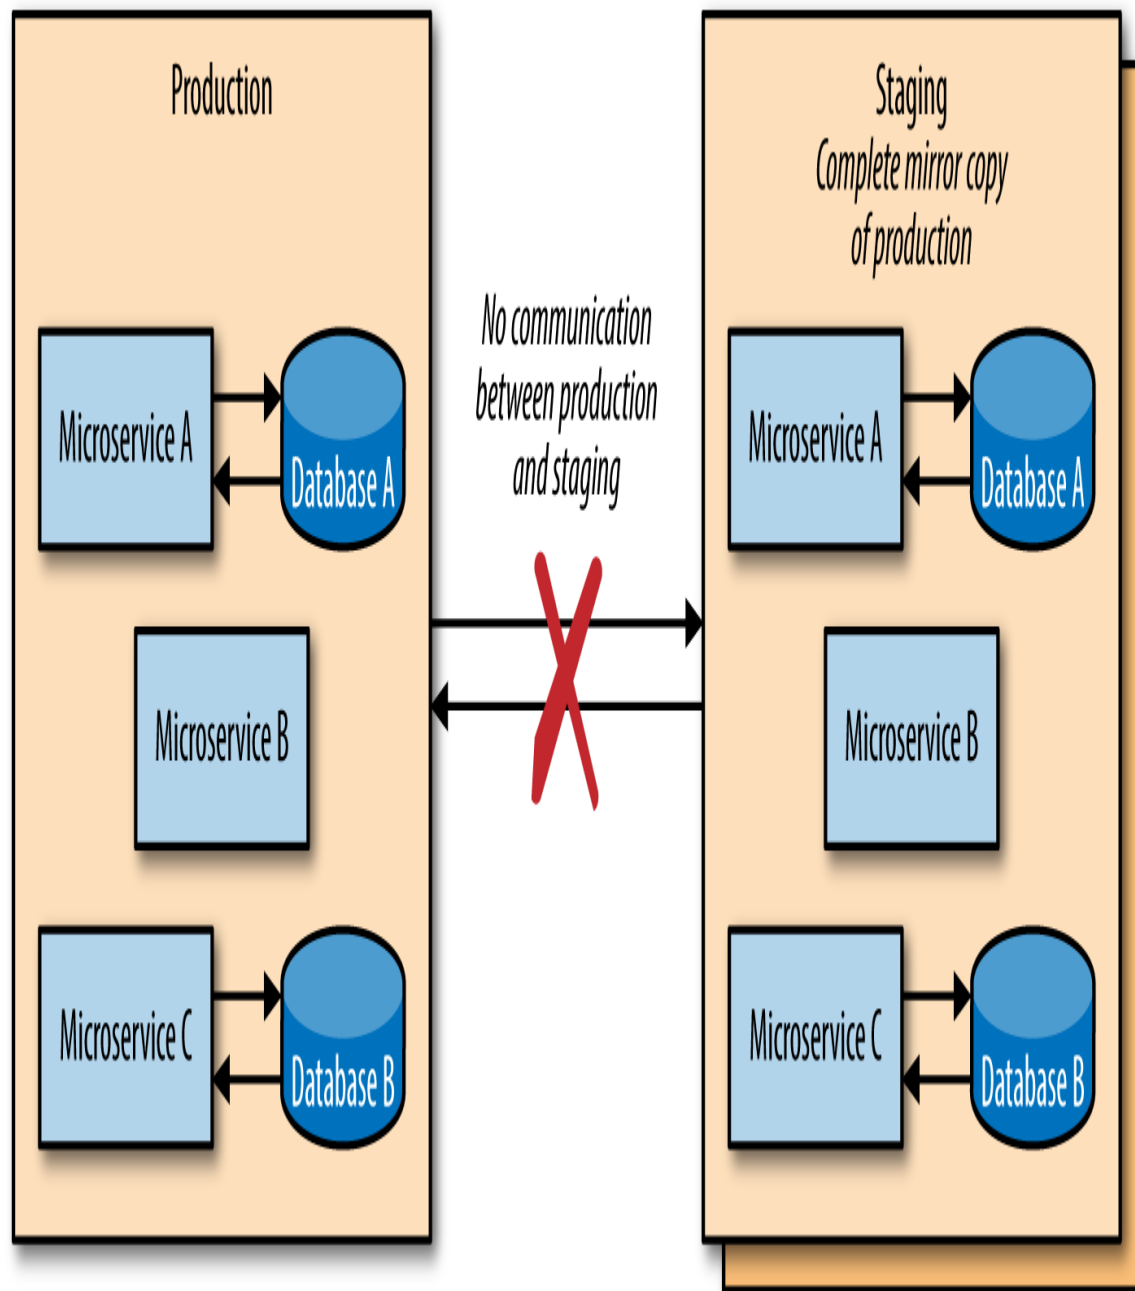 Production
Microservice A
Database A
Microservice B
Microservice C
Database B
No communication
between production
and staging
Staging
Complete mirror copy
of production
Microservice A
Database A
Microservice B
Microservice C
Database B